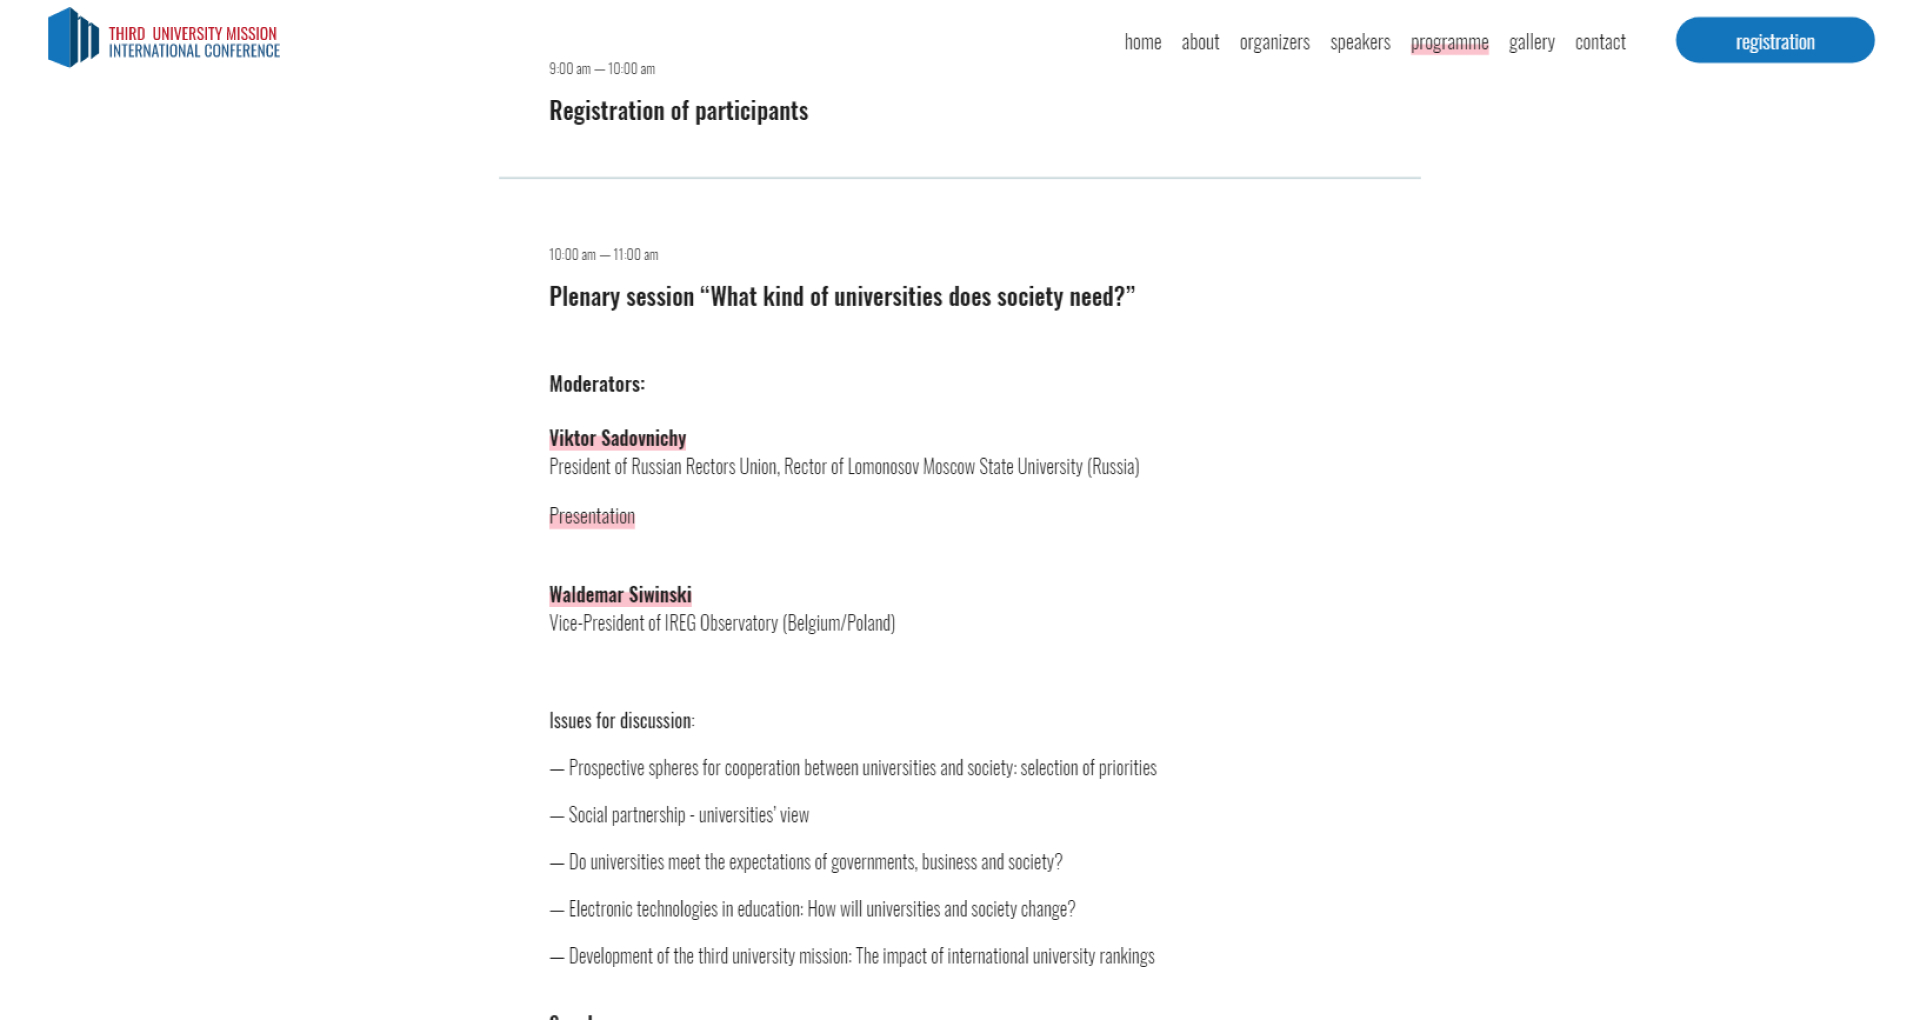 THIRD UNIVERSITY MISSION
INTERNATIONAL CONFERENCE
home about organizers speakers programme gallery contact registration
9:00 am — 10:00 am
Registration of participants
10:00 am — 11:00 am
Plenary session “What kind of universities does society need?”
Moderators:
Viktor Sadovnichy
President of Russian Rectors Union, Rector of Lomonosov Moscow State University (Russia)
Presentation
Waldemar Siwinski
Vice-President of IREG Observatory (Belgium/Poland)
Issues for discussion:
— Prospective spheres for cooperation between universities and society: selection of priorities
— Social partnership - universities’ view
— Do universities meet the expectations of governments, business and society?
— Electronic technologies in education: How will universities and society change?
— Development of the third university mission: The impact of international university rankings